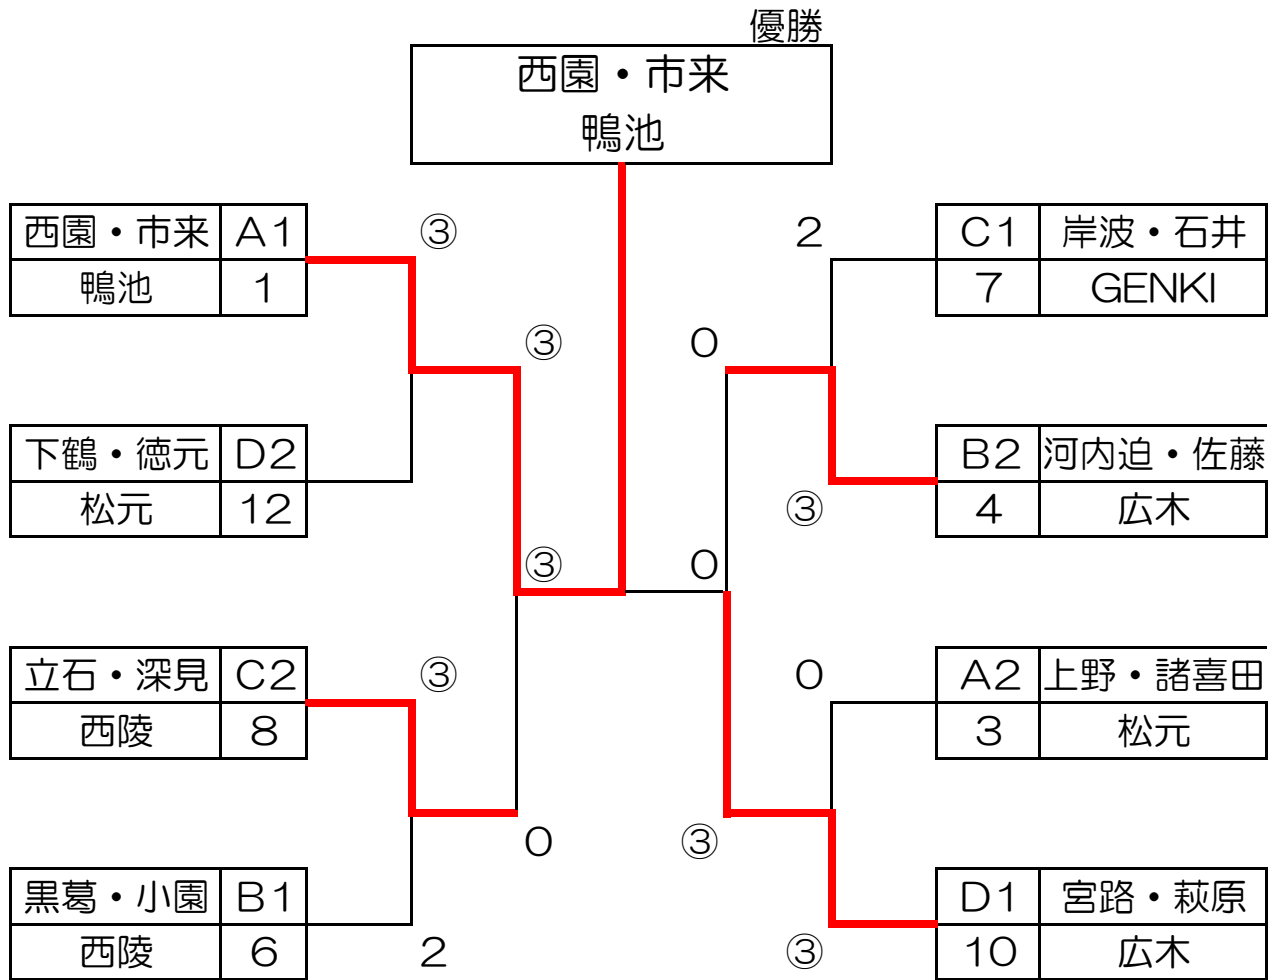 優勝
西園・市来
鴨池
西園・市来 A1 ③ 2 C1 岸波・石井
鴨池 1 7 GENKI
③ 0
下鶴・徳元 D2 B2 河内迫・佐藤
松元 12 ③ 4 広木
③ 0
立石・深見 C2 ③ 0 A2 上野・諸喜田
西陵 8 3 松元
0 ③
黒葛・小園 B1 D1 宮路・萩原
西陵 6 2 ③ 10 広木